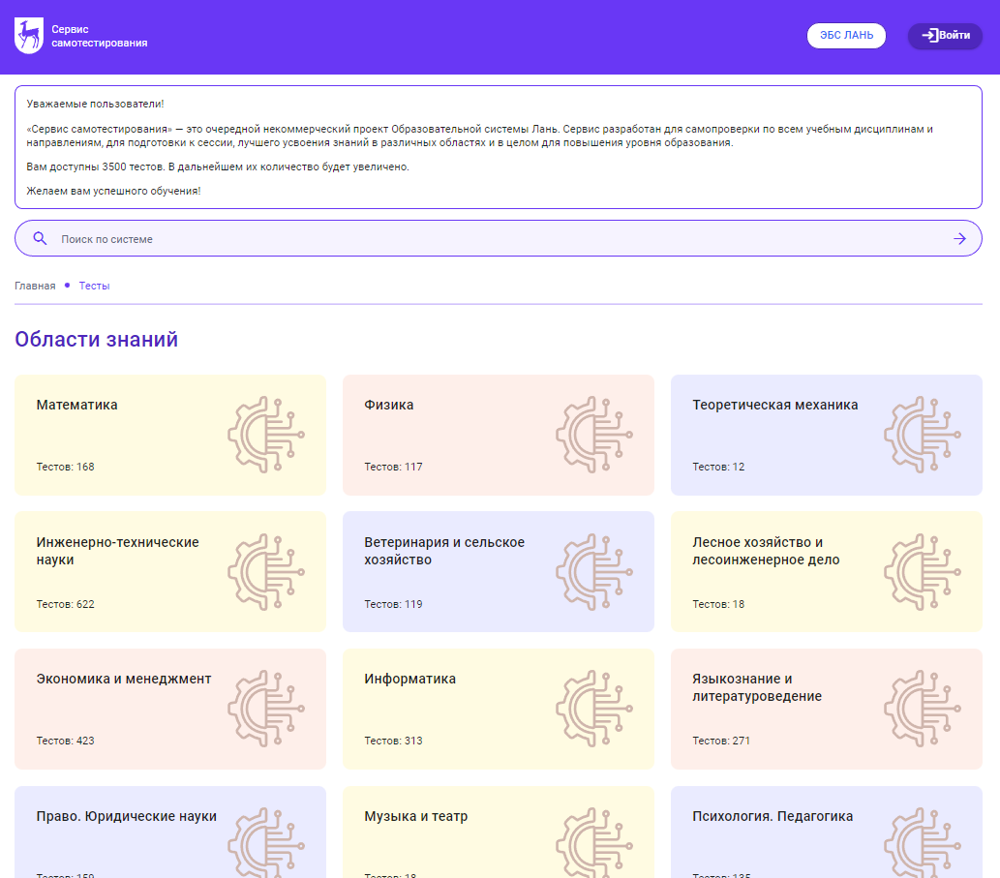 Сервис
самотестирования
ЭБС ЛАНЬ
Войти
Уважаемые пользователи!
«Сервис самотестирования» — это очередной некоммерческий проект Образовательной системы Лань. Сервис разработан для самопроверки по всем учебным дисциплинам и
направлениям, для подготовки к сессии, лучшего усвоения знаний в различных областях и в целом для повышения уровня образования.
Вам доступны 3500 тестов. В дальнейшем их количество будет увеличено.
Желаем вам успешного обучения!
Поиск по системе
Главная • Тесты
Области знаний
Математика
Тестов: 168
Физика
Тестов: 117
Теоретическая механика
Тестов: 12
Инженерно-технические
науки
Тестов: 622
Ветеринария и сельское
хозяйство
Тестов: 119
Лесное хозяйство и
лесоинженерное дело
Тестов: 18
Экономика и менеджмент
Тестов: 423
Информатика
Тестов: 313
Языкознание и
литературоведение
Тестов: 271
Право. Юридические науки
Тестов: 159
Музыка и театр
Тестов: 18
Психология. Педагогика
Тестов: 135